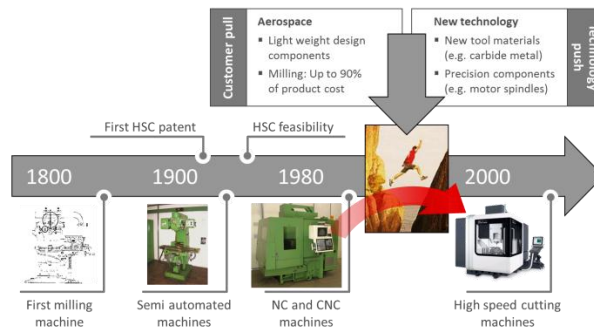 Customer pull
Aerospace
▪ Light weight design
components
▪ Milling: Up to 90%
of product cost
New technology
▪ New tool materials
(e.g. carbide metal)
▪ Precision components
(e.g. motor spindles)
Technology
push
First HSC patent
HSC feasibility
1800
1900
1980
2000
First milling
machine
Semi automated
machines
NC and CNC
machines
High speed cutting
machines